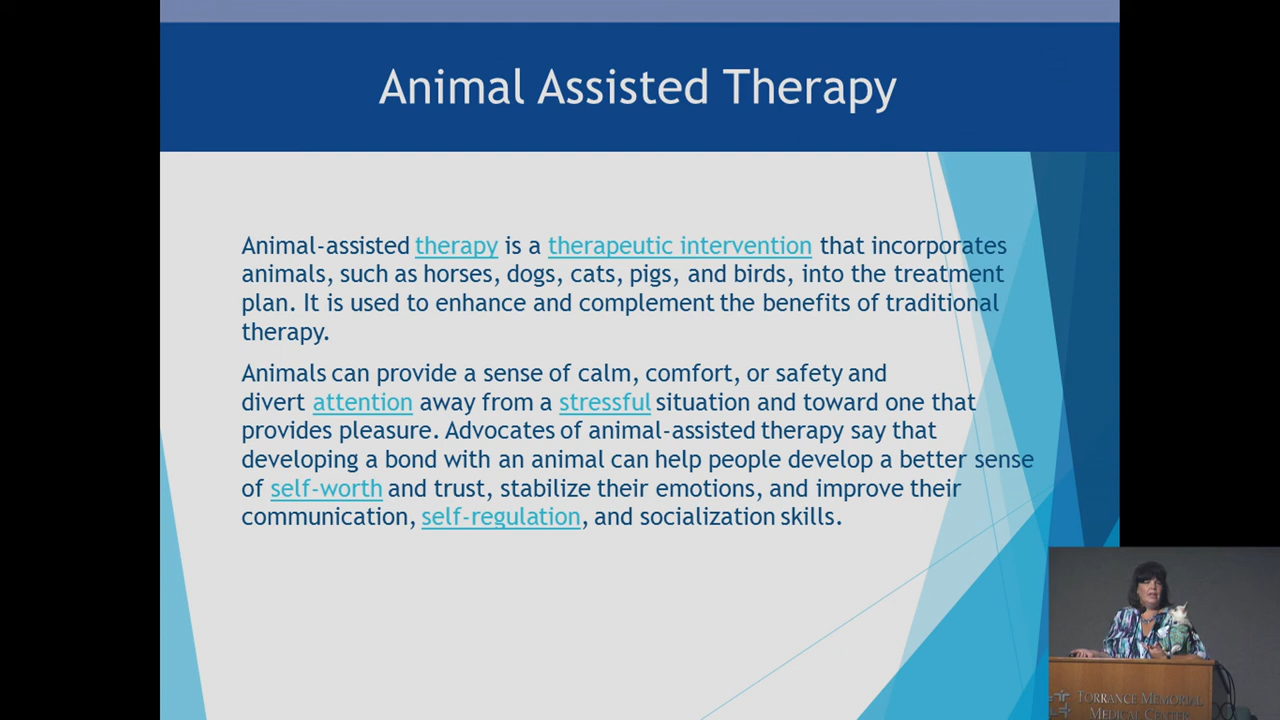 Animal Assisted Therapy
Animal-assisted therapy is a therapeutic intervention that incorporates
animals, such as horses, dogs, cats, pigs, and birds, into the treatment
plan. It is used to enhance and complement the benefits of traditional
therapy.
Animals can provide a sense of calm, comfort, or safety and
divert attention away from a stressful situation and toward one that
provides pleasure. Advocates of animal-assisted therapy say that
developing a bond with an animal can help people develop a better sense
of self-worth and trust, stabilize their emotions, and improve their
communication, self-regulation, and socialization skills.
TORRANCE MEMORIAL
MEDICAL CENTER